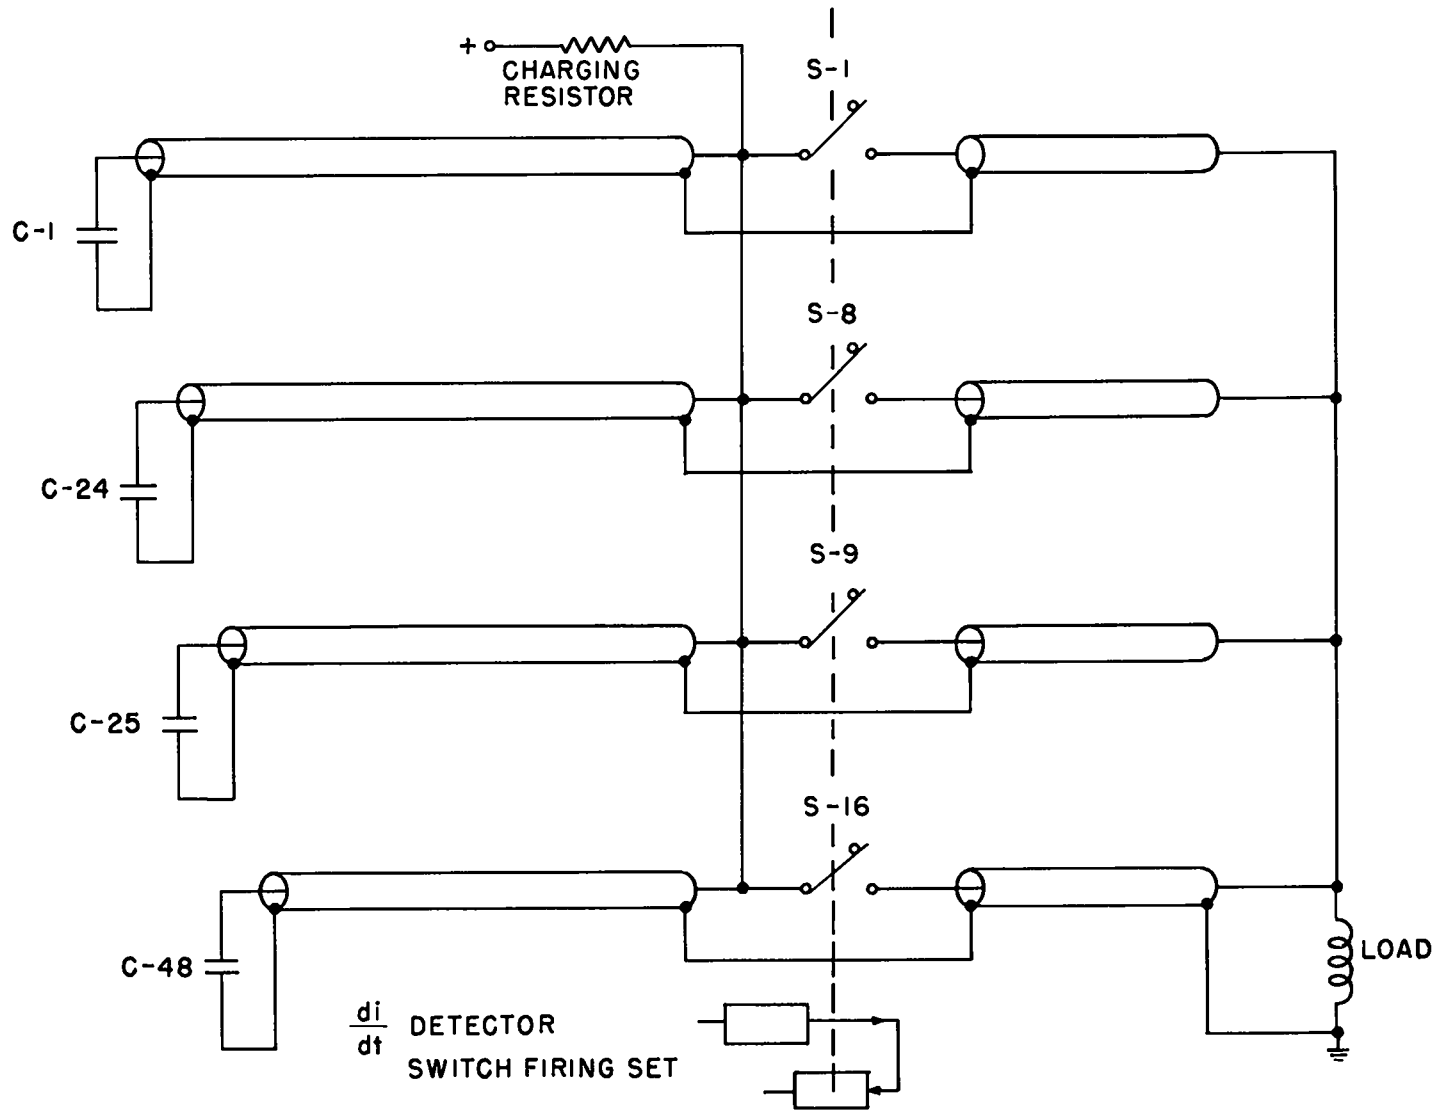 +
CHARGING
RESISTOR
S-1
C-1
S-8
C-24
S-9
C-25
S-16
C-48
LOAD
di
dt
DETECTOR
SWITCH FIRING SET